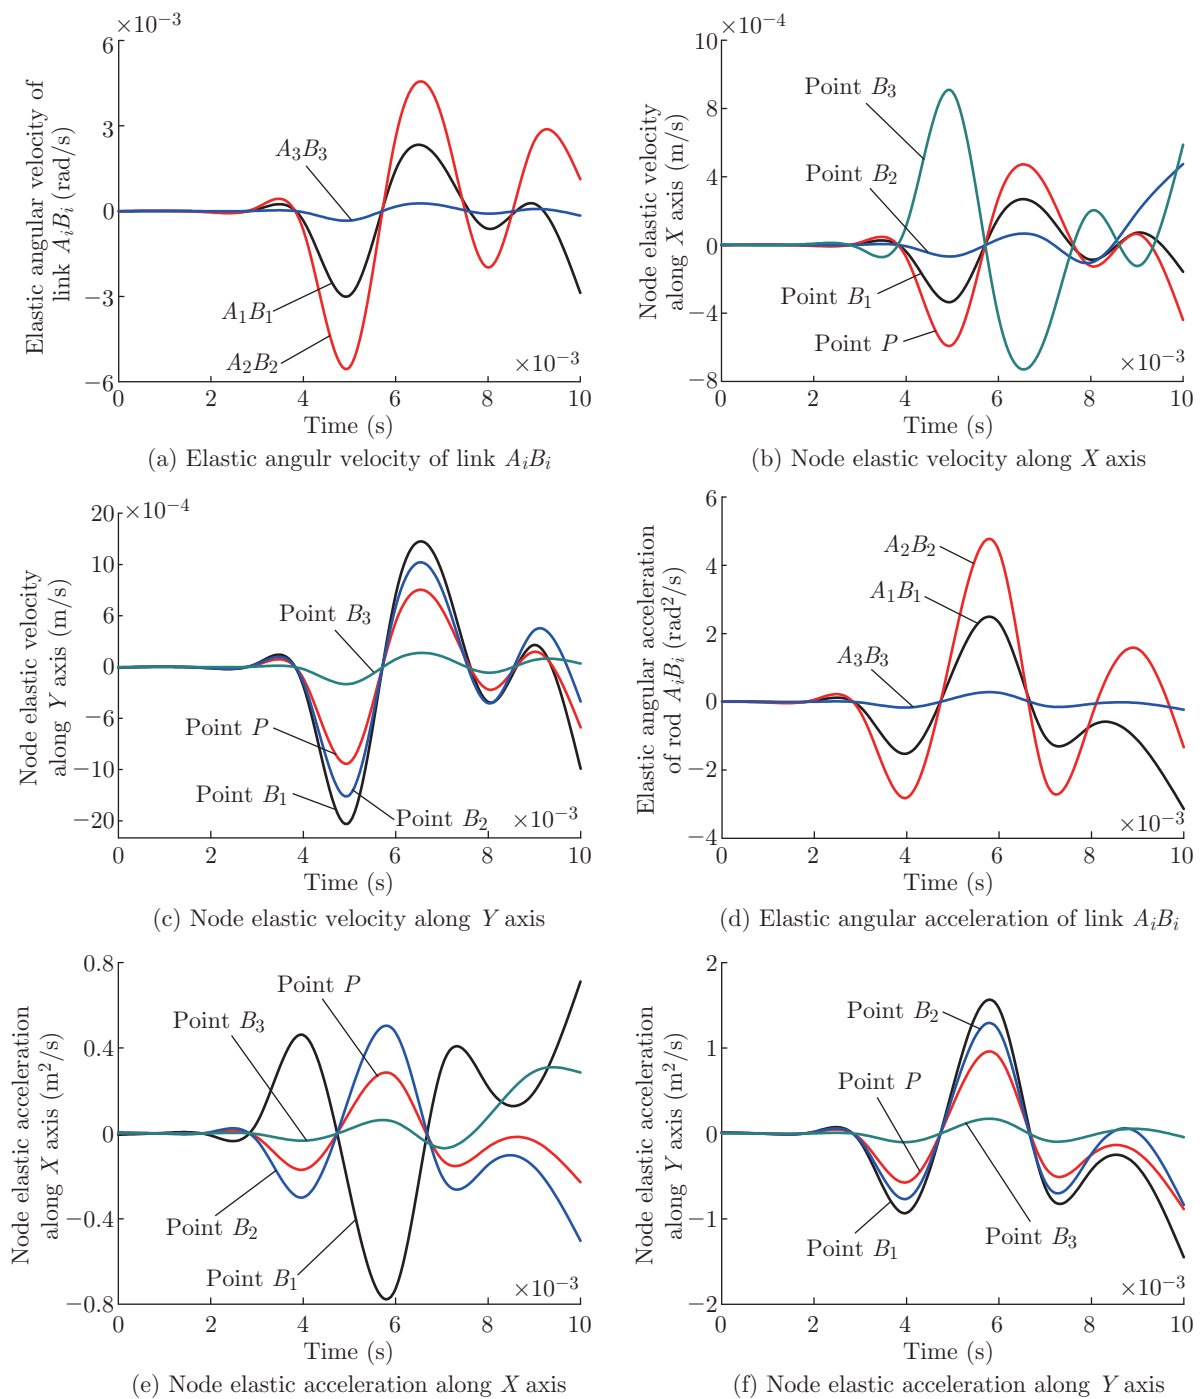 ×10⁻³
Elastic angular velocity of
link AᵢBᵢ (rad/s)
6
3
0
−3
−6
A₃B₃
A₁B₁
A₂B₂
×10⁻³
0 2 4 6 8 10
Time (s)
(a) Elastic angulr velocity of link AᵢBᵢ
10 ×10⁻⁴
Node elastic velocity
along X axis (m/s)
8
4
0
−4
−8
Point B₃
Point B₂
Point B₁
Point P
×10⁻³
0 2 4 6 8 10
Time (s)
(b) Node elastic velocity along X axis
20 ×10⁻⁴
Node elastic velocity
along Y axis (m/s)
10
6
0
−6
−10
−20
Point B₃
Point P
Point B₁
Point B₂
×10⁻³
0 2 4 6 8 10
Time (s)
(c) Node elastic velocity along Y axis
Elastic angular acceleration
of rod AᵢBᵢ (rad²/s)
6
4
2
0
−2
−4
A₂B₂
A₁B₁
A₃B₃
×10⁻³
0 2 4 6 8 10
Time (s)
(d) Elastic angular acceleration of link AᵢBᵢ
Node elastic acceleration
along X axis (m²/s)
0.8
0.4
0
−0.4
−0.8
Point P
Point B₃
Point B₂
Point B₁
×10⁻³
0 2 4 6 8 10
Time (s)
(e) Node elastic acceleration along X axis
Node elastic acceleration
along Y axis (m²/s)
2
1
0
−1
−2
Point B₂
Point P
Point B₁
Point B₃
×10⁻³
0 2 4 6 8 10
Time (s)
(f) Node elastic acceleration along Y axis